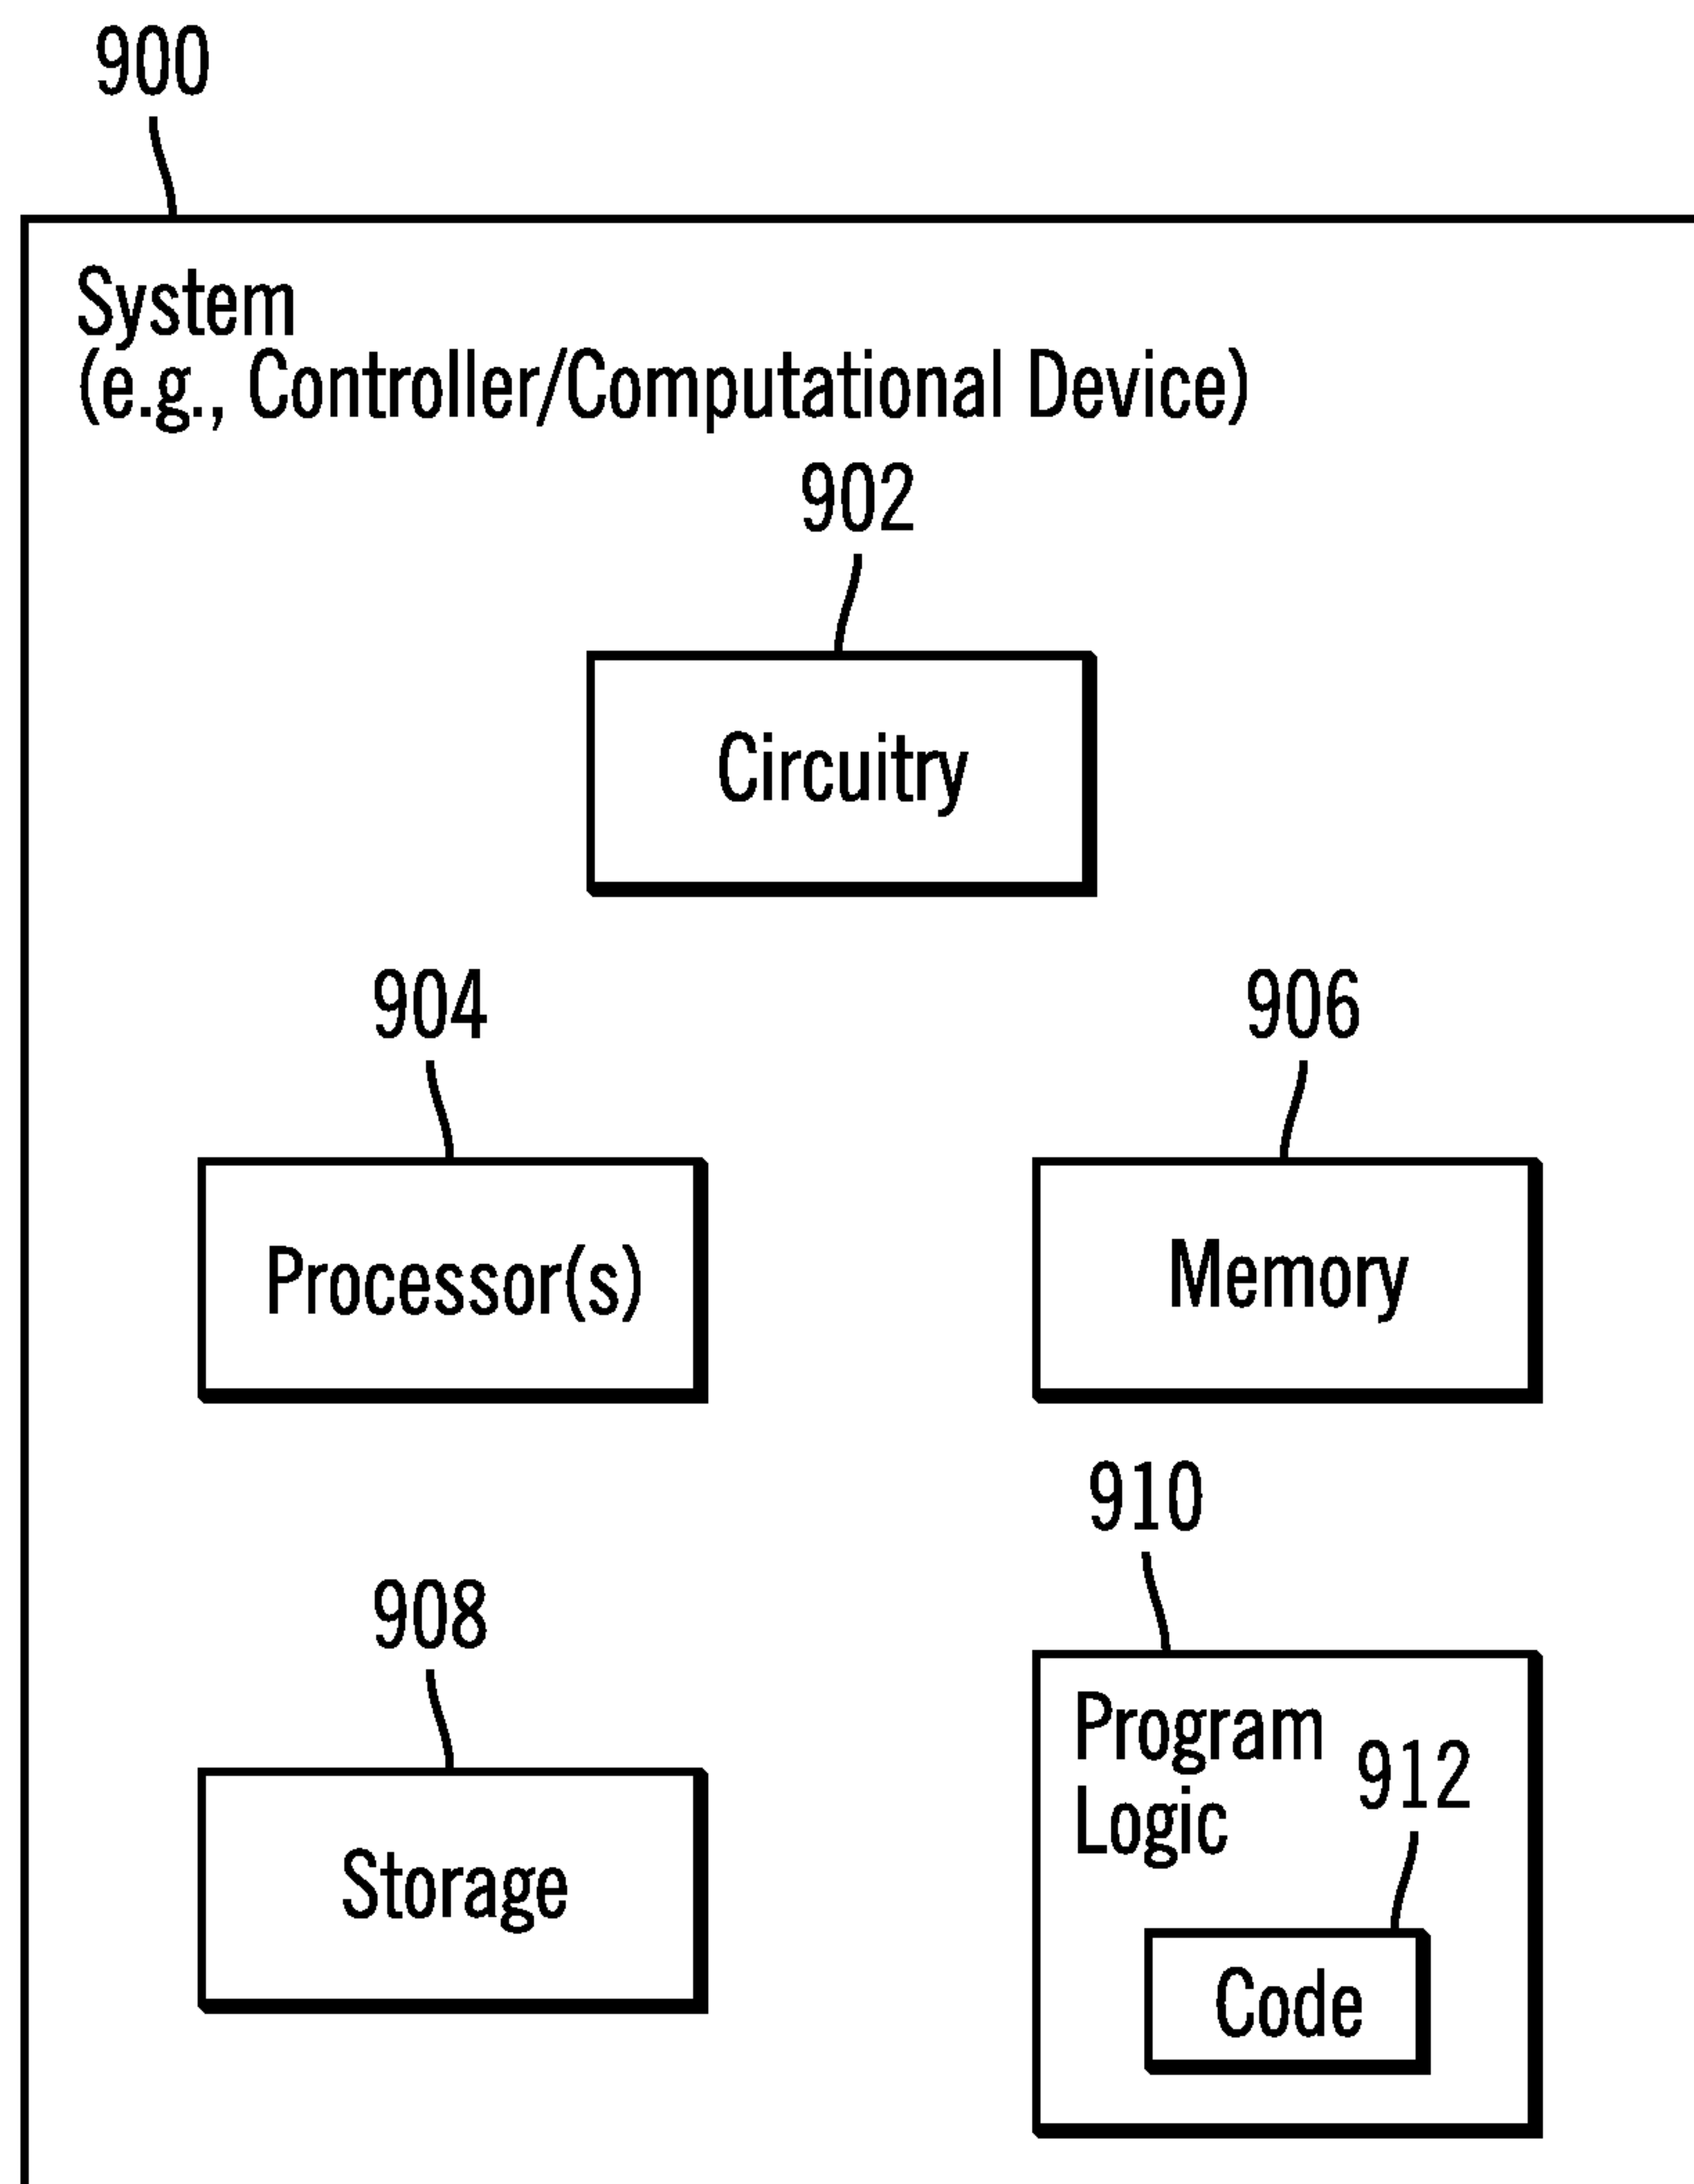 900
System
(e.g., Controller/Computational Device)
902
Circuitry
904
906
Processor(s)
Memory
910
908
Program
Logic
912
Storage
Code